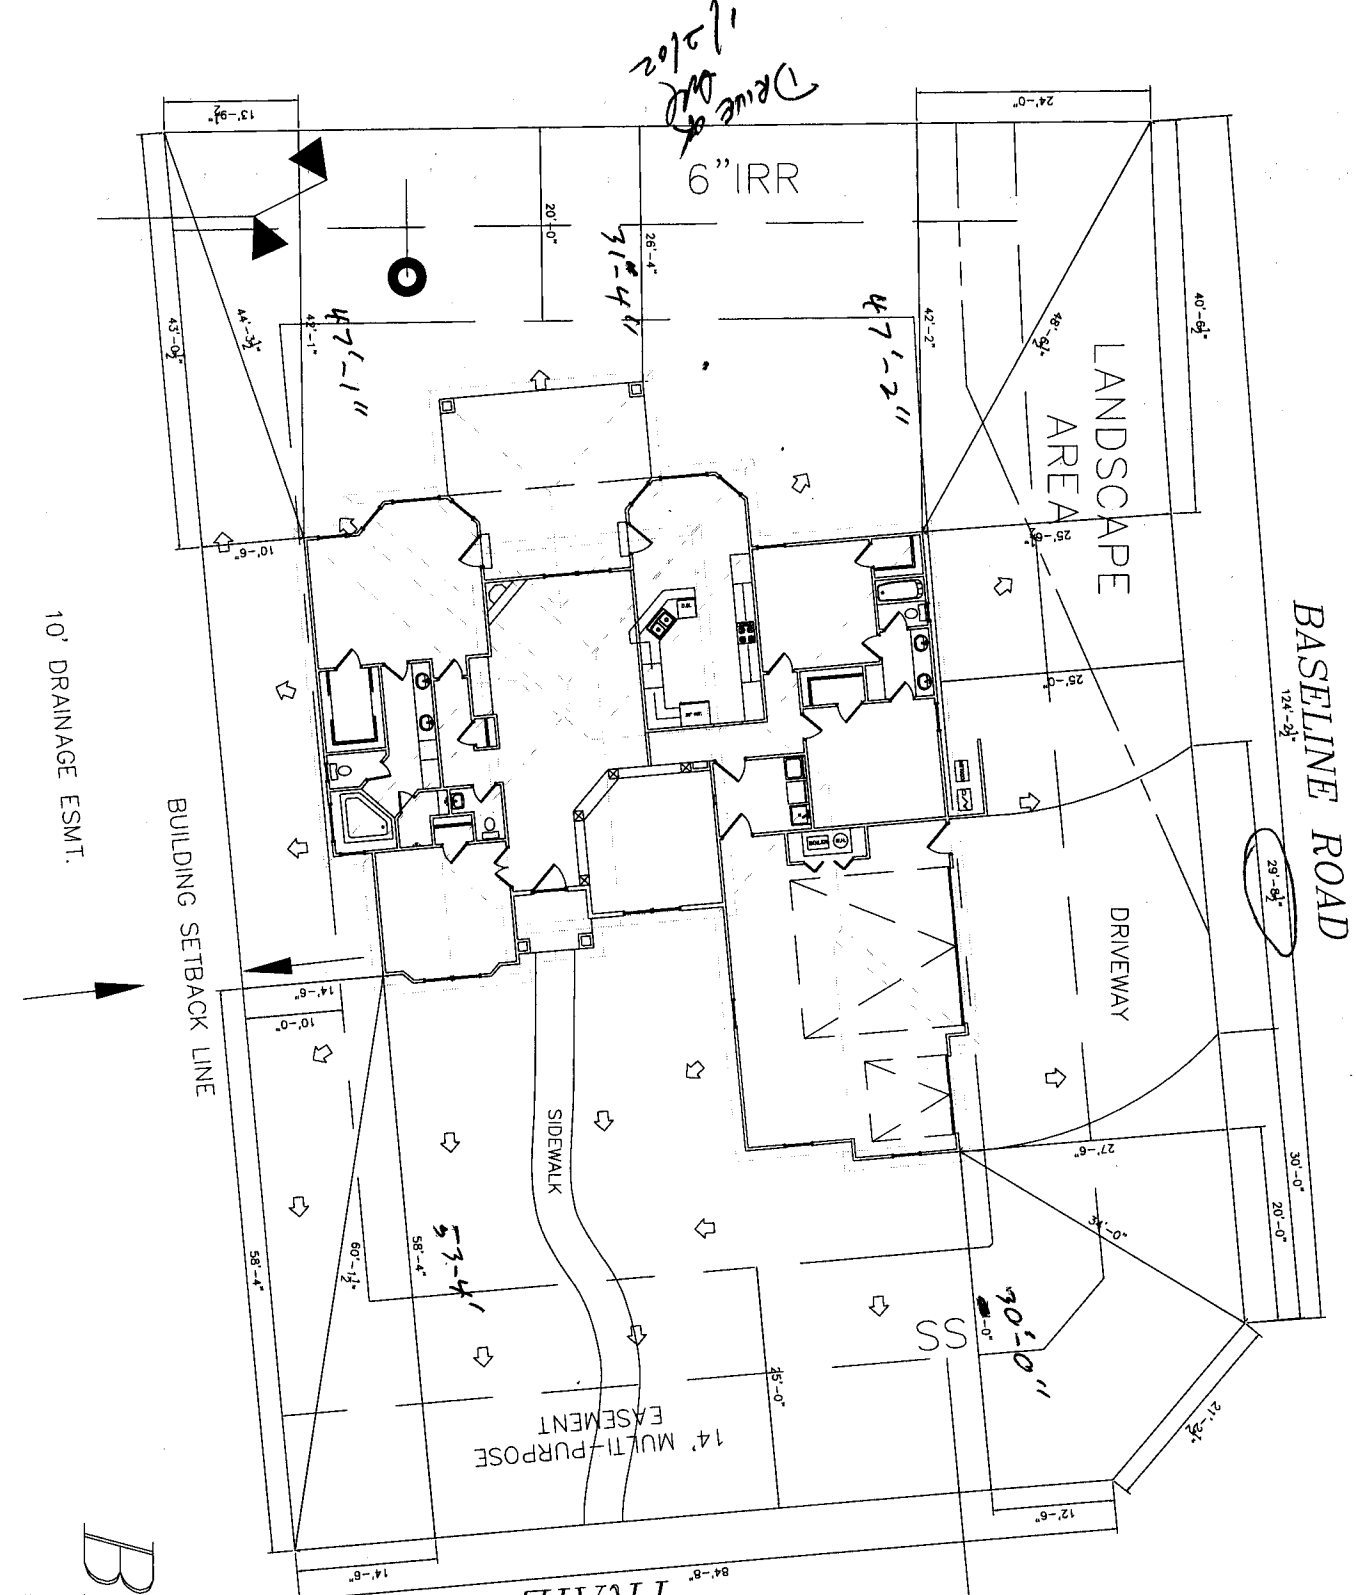 1/2/02
DRIVE OK
24'-0"
13'-9½"
6"IRR
20'-0"
31'-4"
26'-4"
47'-1"
42'-1"
44'-3½"
43'-0½"
47'-2"
42'-2"
48'-6½"
40'-6½"
LANDSCAPE
AREA
25'-6½"
10'-6"
25'-0"
BASELINE ROAD
124'-2½"
10' DRAINAGE ESMT.
BUILDING SETBACK LINE
29'-8½"
DRIVEWAY
14'-6"
10'-0"
SIDEWALK
27'-6"
30'-0"
20'-0"
34'-0"
58'-4"
60'-1½"
58'-4"
53'-4'
30'-0"
SS
25'-0"
14' MULTI-PURPOSE
EASEMENT
21'-2½"
12'-6"
14'-6"
84'-8"
B